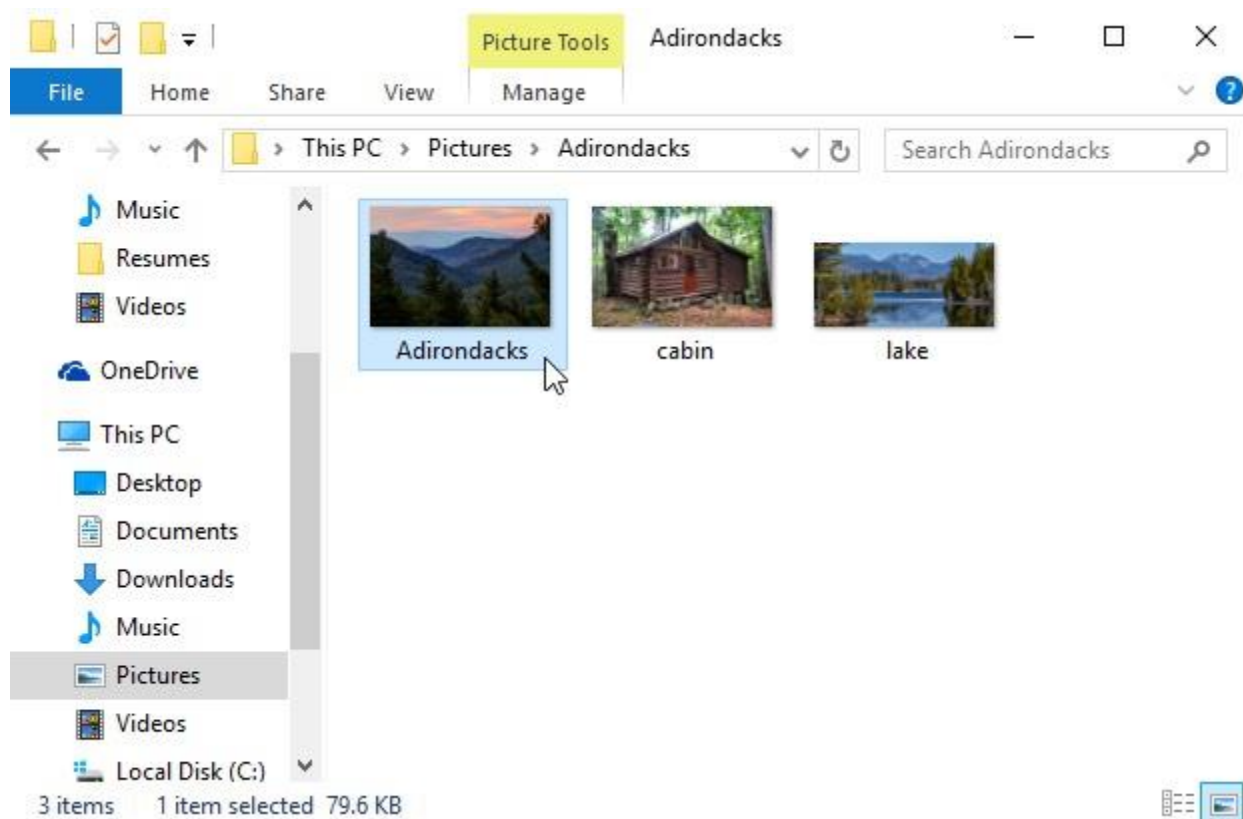 Picture Tools Adirondacks
File Home Share View Manage ?
This PC Pictures Adirondacks Search Adirondacks
Music
Resumes
Videos
OneDrive
This PC
Desktop
Documents
Downloads
Music
Pictures
Videos
Local Disk (C:)
Adirondacks cabin lake
3 items 1 item selected 79.6 KB